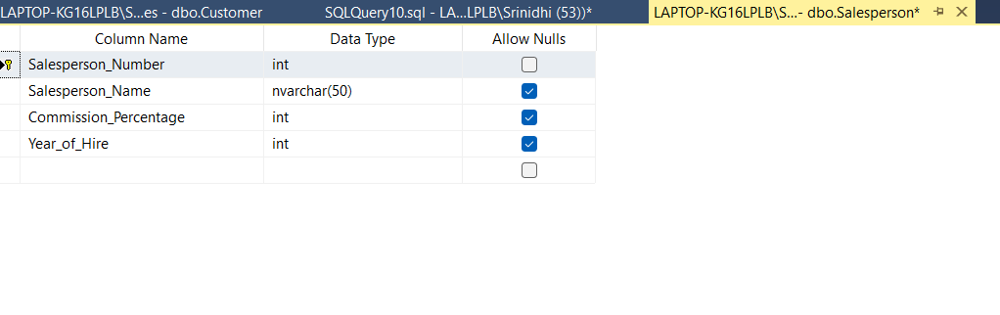 LAPTOP-KG16LPLB\S...es - dbo.Customer SQLQuery10.sql - LA...LPLB\Srinidhi (53))* LAPTOP-KG16LPLB\S...- dbo.Salesperson*
Column Name Data Type Allow Nulls
Salesperson_Number int
Salesperson_Name nvarchar(50)
Commission_Percentage int
Year_of_Hire int